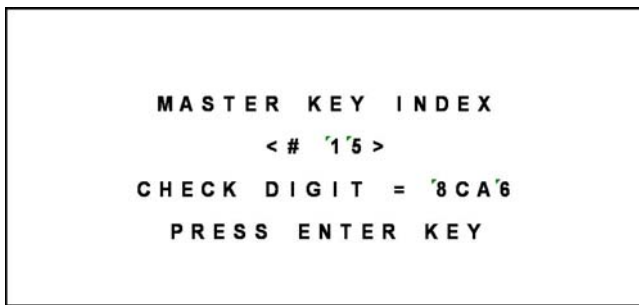 MASTER KEY INDEX
<# 15>
CHECK DIGIT = 8CA6
PRESS ENTER KEY